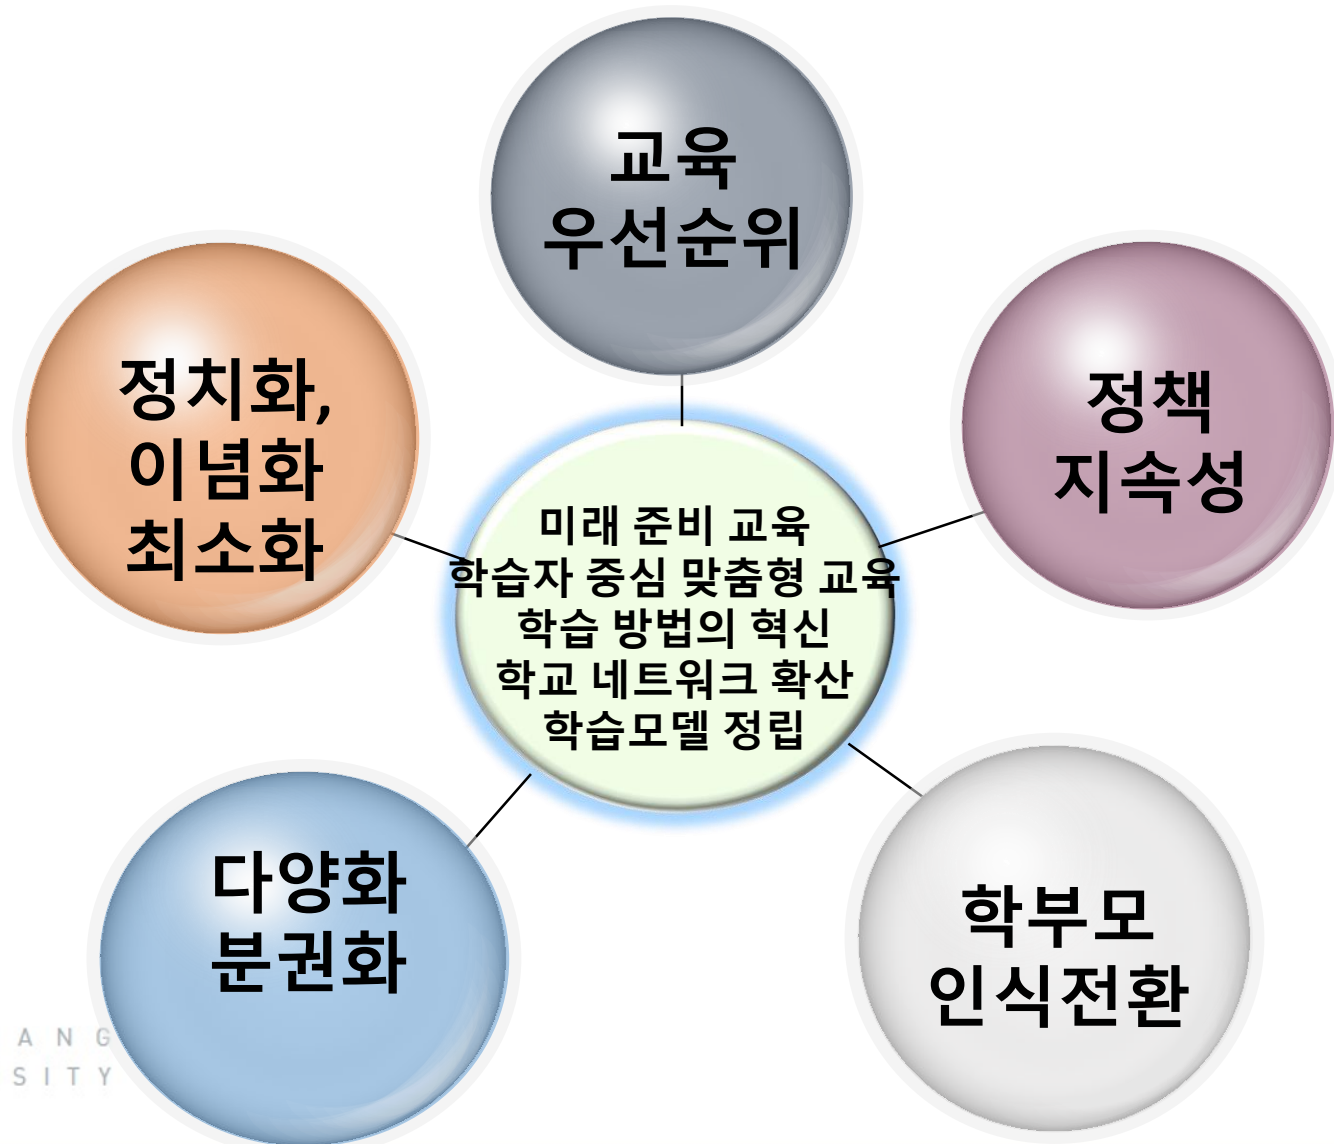 교육
우선순위
정치화,
이념화
최소화
정책
지속성
미래 준비 교육
학습자 중심 맞춤형 교육
학습 방법의 혁신
학교 네트워크 확산
학습모델 정립
다양화
분권화
학부모
인식전환
A N G
S I T Y